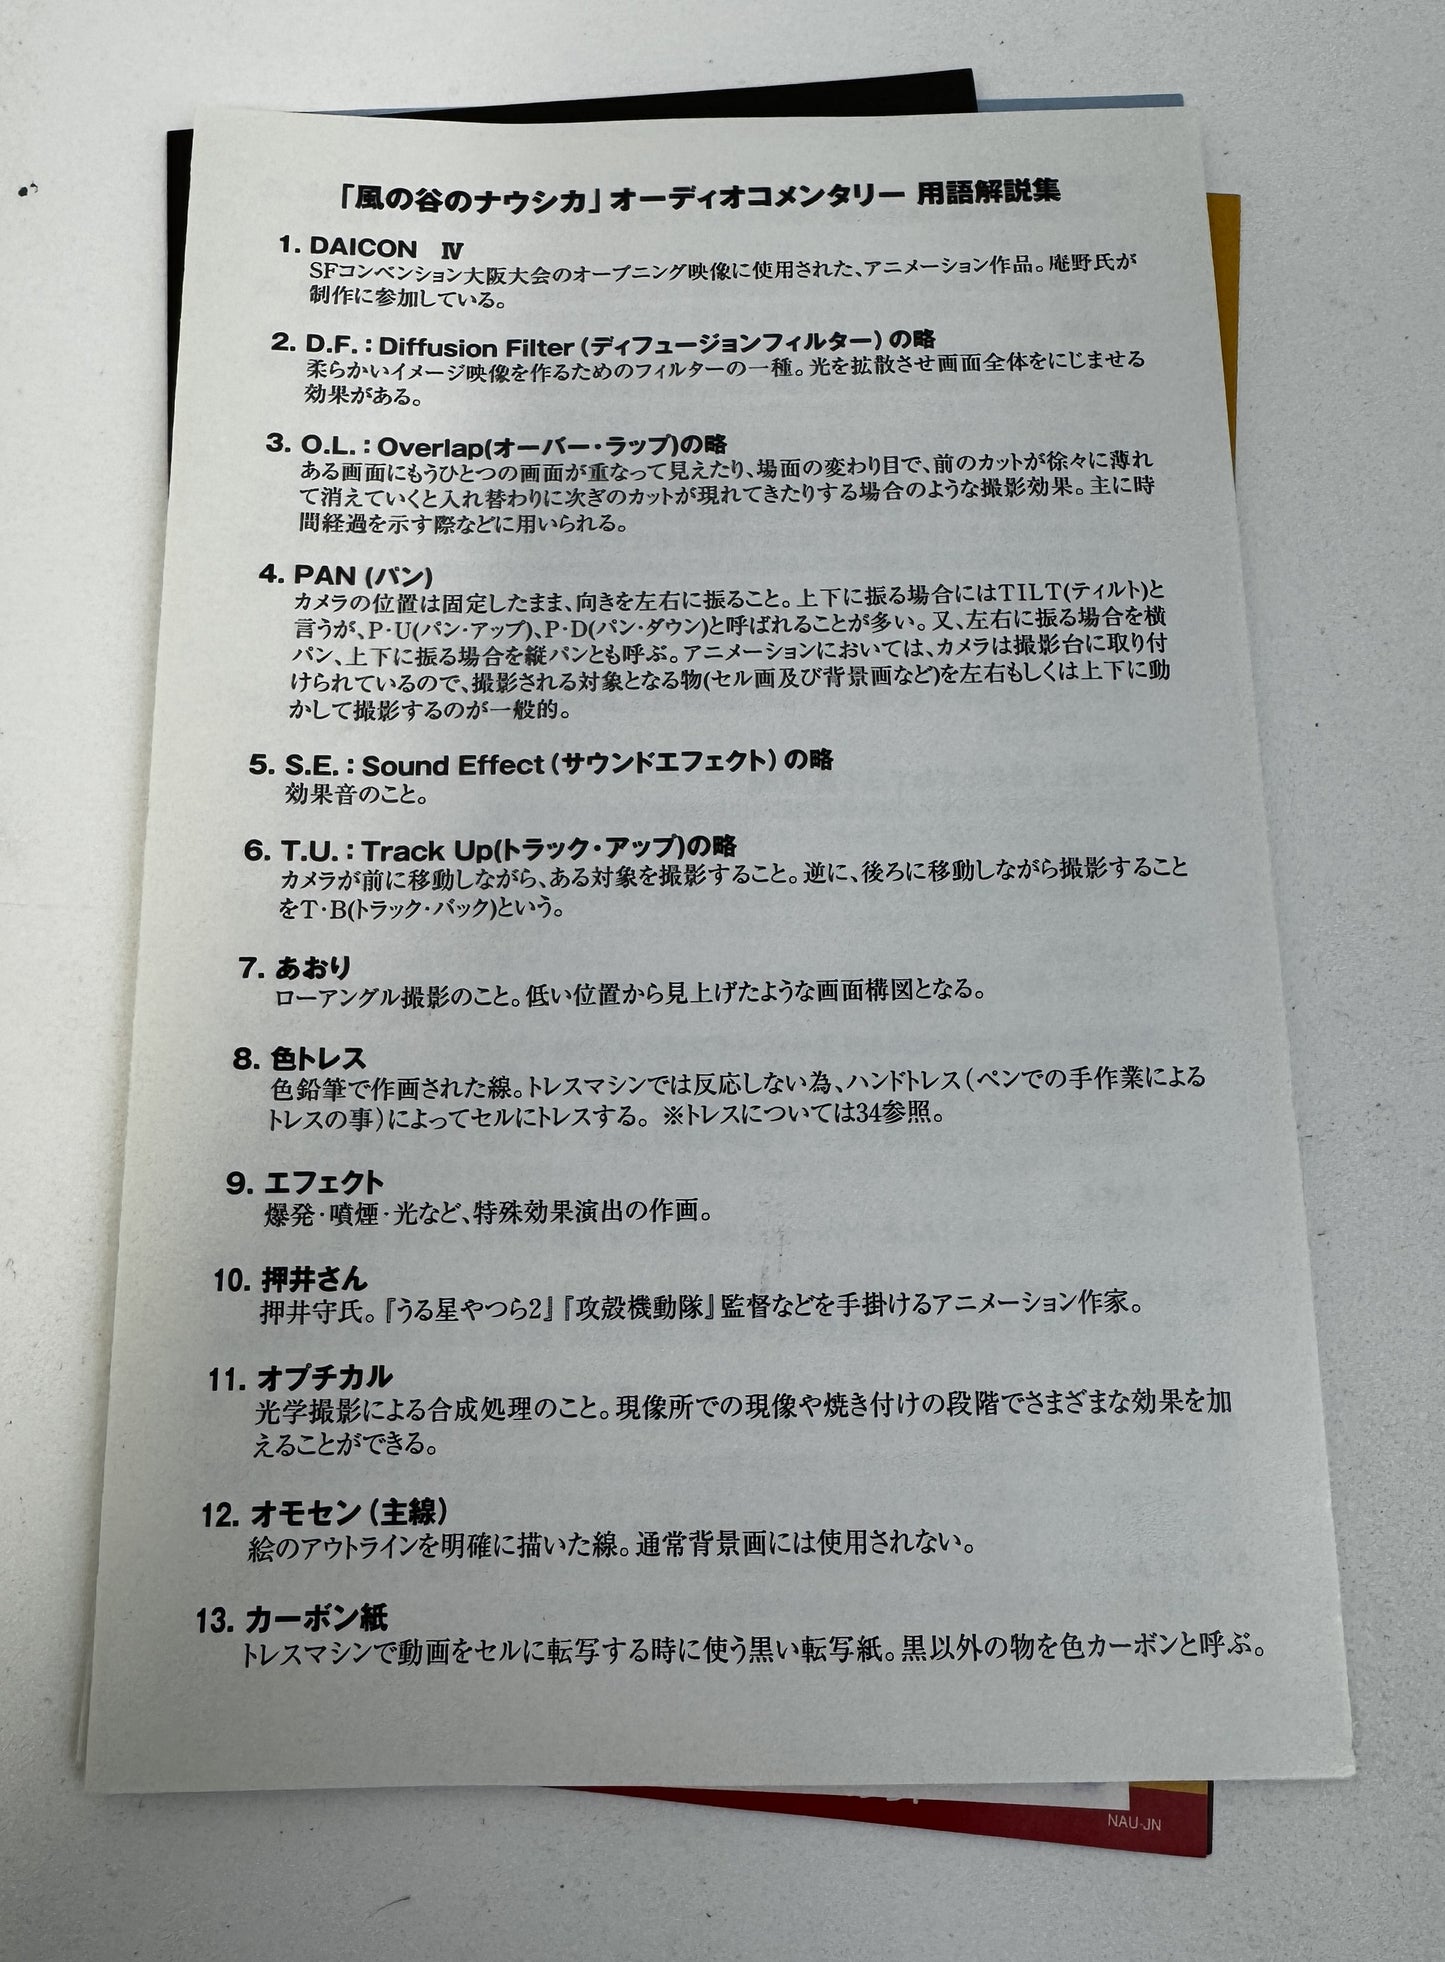 「風の谷のナウシカ」オーディオコメンタリー 用語解説集
1. DAICON Ⅳ
SFコンベンション大阪大会のオープニング映像に使用された、アニメーション作品。庵野氏が
制作に参加している。
2. D.F.：Diffusion Filter（ディフュージョンフィルター）の略
柔らかいイメージ映像を作るためのフィルターの一種。光を拡散させ画面全体をにじませる
効果がある。
3. O.L.：Overlap(オーバー・ラップ)の略
ある画面にもうひとつの画面が重なって見えたり、場面の変わり目で、前のカットが徐々に薄れ
て消えていくと入れ替わりに次ぎのカットが現れてきたりする場合のような撮影効果。主に時
間経過を示す際などに用いられる。
4. PAN (パン)
カメラの位置は固定したまま、向きを左右に振ること。上下に振る場合にはTILT(ティルト)と
言うが、P・U(パン・アップ)、P・D(パン・ダウン)と呼ばれることが多い。又、左右に振る場合を横
パン、上下に振る場合を縦パンとも呼ぶ。アニメーションにおいては、カメラは撮影台に取り付
けられているので、撮影される対象となる物(セル画及び背景画など)を左右もしくは上下に動
かして撮影するのが一般的。
5. S.E.：Sound Effect（サウンドエフェクト）の略
効果音のこと。
6. T.U.：Track Up(トラック・アップ)の略
カメラが前に移動しながら、ある対象を撮影すること。逆に、後ろに移動しながら撮影すること
をT・B(トラック・バック)という。
7. あおり
ローアングル撮影のこと。低い位置から見上げたような画面構図となる。
8. 色トレス
色鉛筆で作画された線。トレスマシンでは反応しない為、ハンドトレス（ペンでの手作業による
トレスの事）によってセルにトレスする。 ※トレスについては34参照。
9. エフェクト
爆発・噴煙・光など、特殊効果演出の作画。
10. 押井さん
押井守氏。『うる星やつら2』『攻殻機動隊』監督などを手掛けるアニメーション作家。
11. オプチカル
光学撮影による合成処理のこと。現像所での現像や焼き付けの段階でさまざまな効果を加
えることができる。
12. オモセン（主線）
絵のアウトラインを明確に描いた線。通常背景画には使用されない。
13. カーボン紙
トレスマシンで動画をセルに転写する時に使う黒い転写紙。黒以外の物を色カーボンと呼ぶ。
NAU-JN